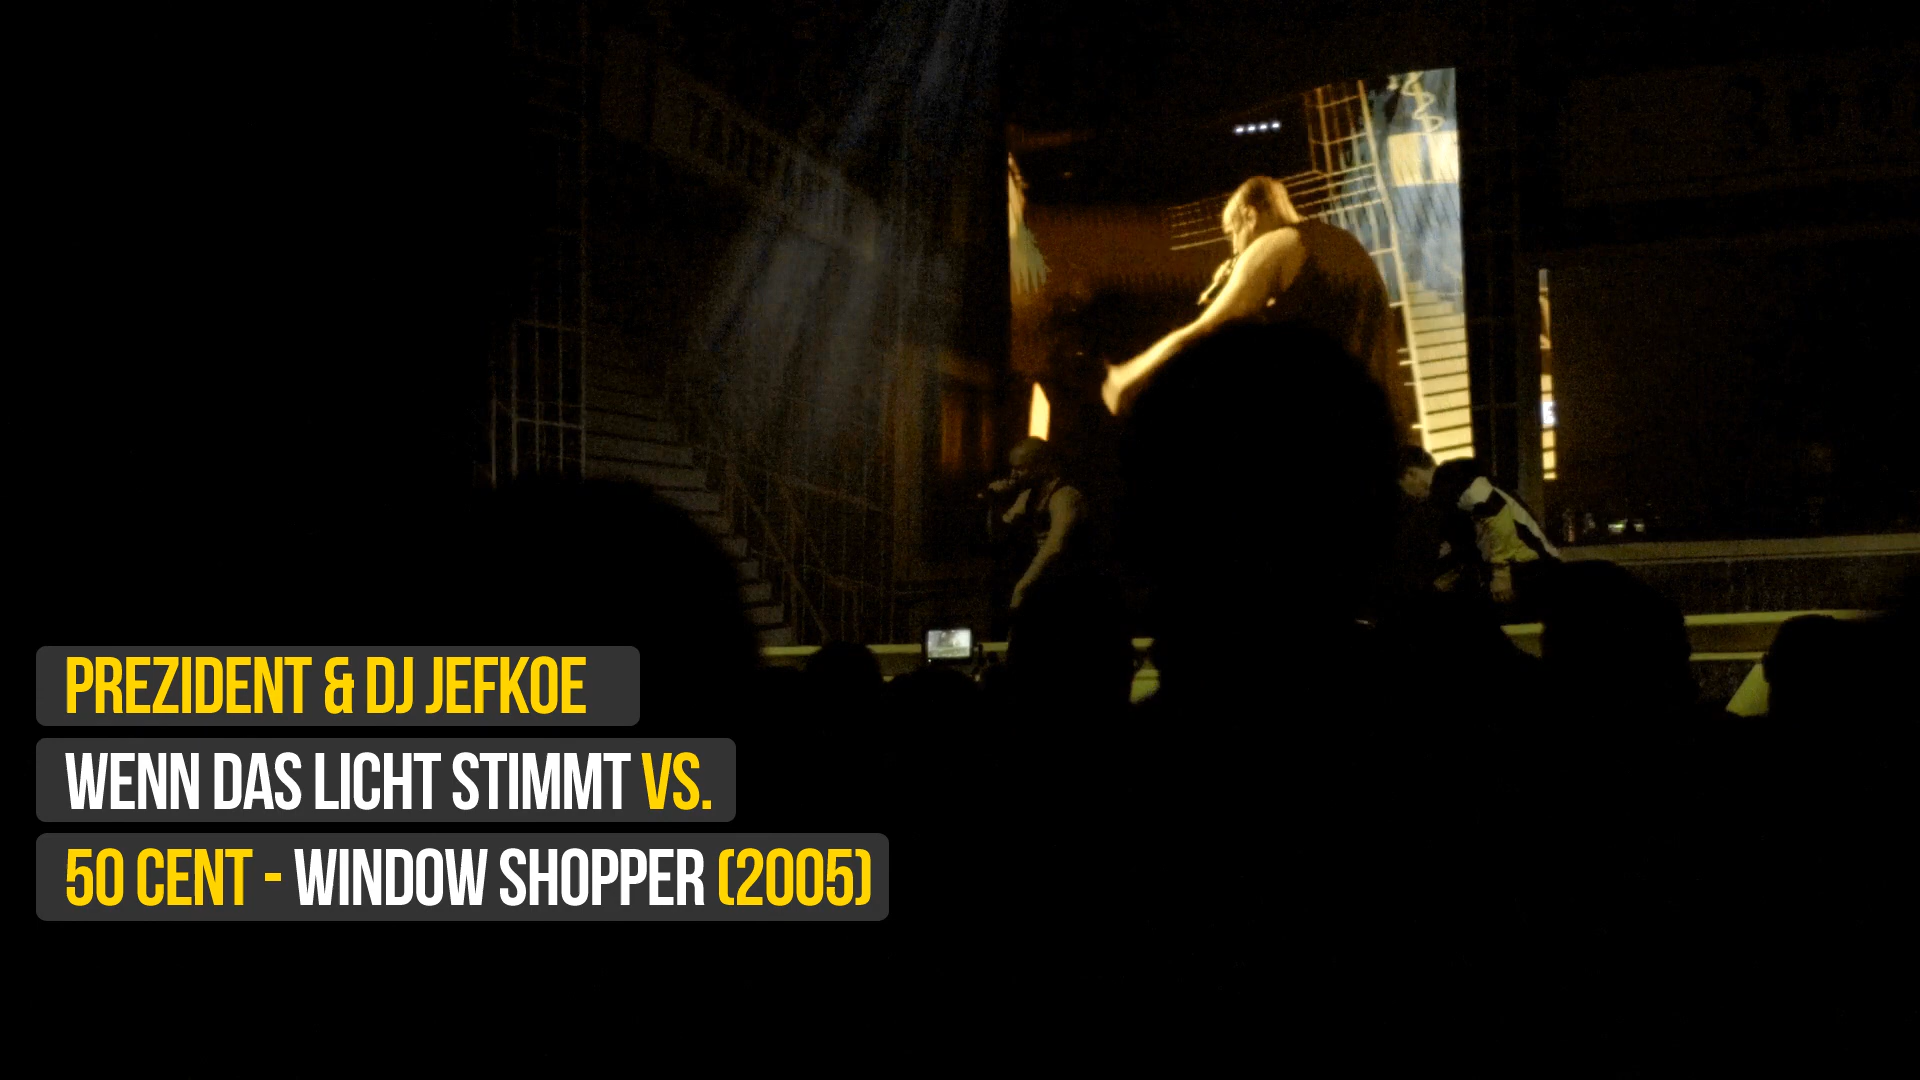 PREZIDENT & DJ JEFKOE
WENN DAS LICHT STIMMT VS.
50 CENT - WINDOW SHOPPER (2005)